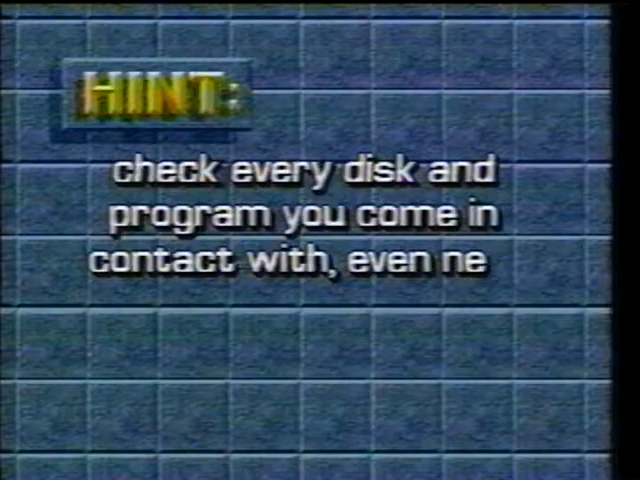 HINT:
check every disk and
program you come in
contact with, even ne